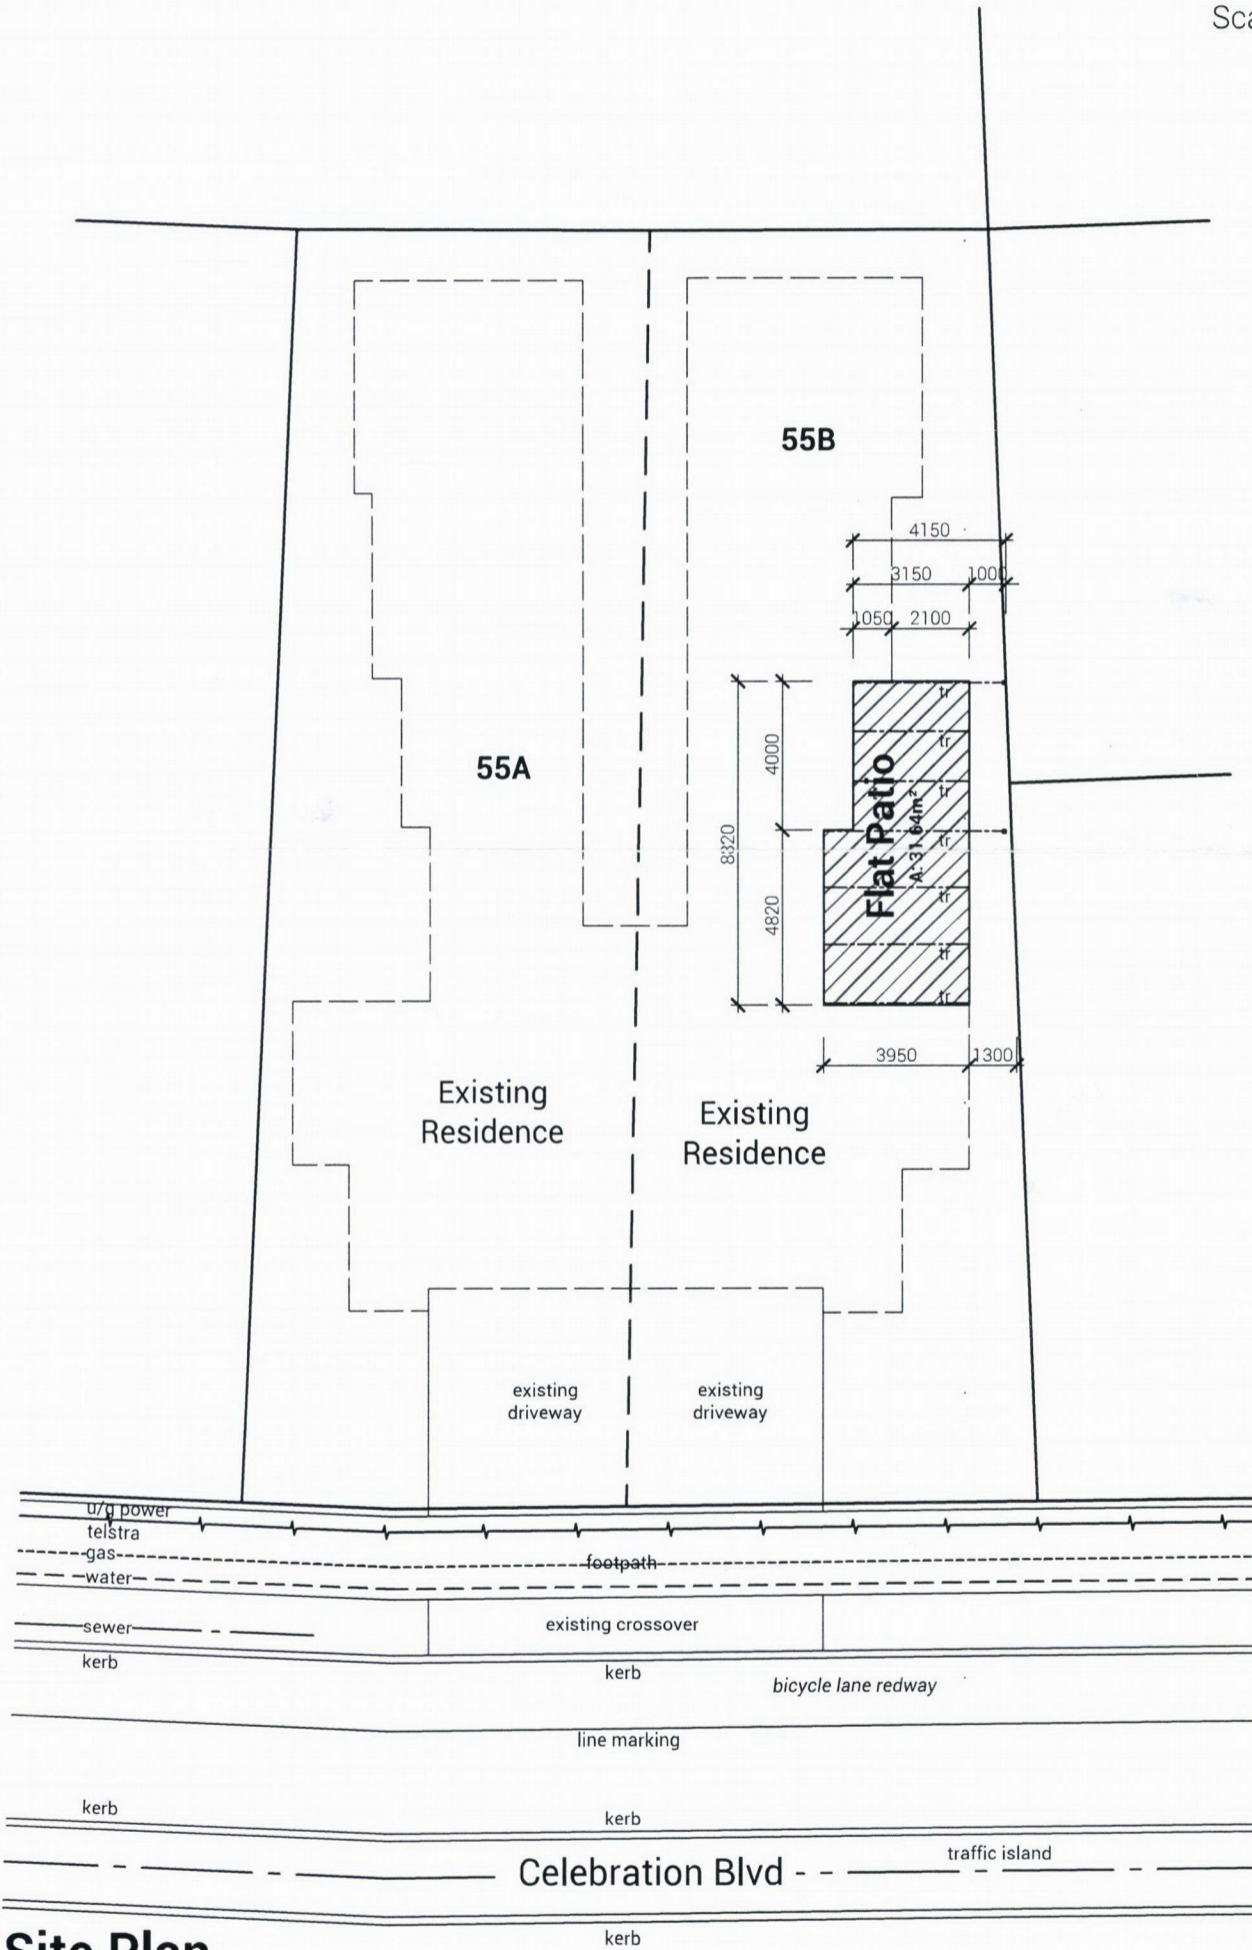 55B
4150
3150
1000
1050
2100
tr
tr
tr
tr
tr
tr
tr
4000
8320
4820
Flat Patio
A: 31.64m²
3950
1300
55A
Existing
Residence
Existing
Residence
existing
driveway
existing
driveway
u/g power
telstra
gas
footpath
water
sewer
existing crossover
kerb
kerb
bicycle lane redway
line marking
kerb
kerb
traffic island
Celebration Blvd
kerb
Site Plan